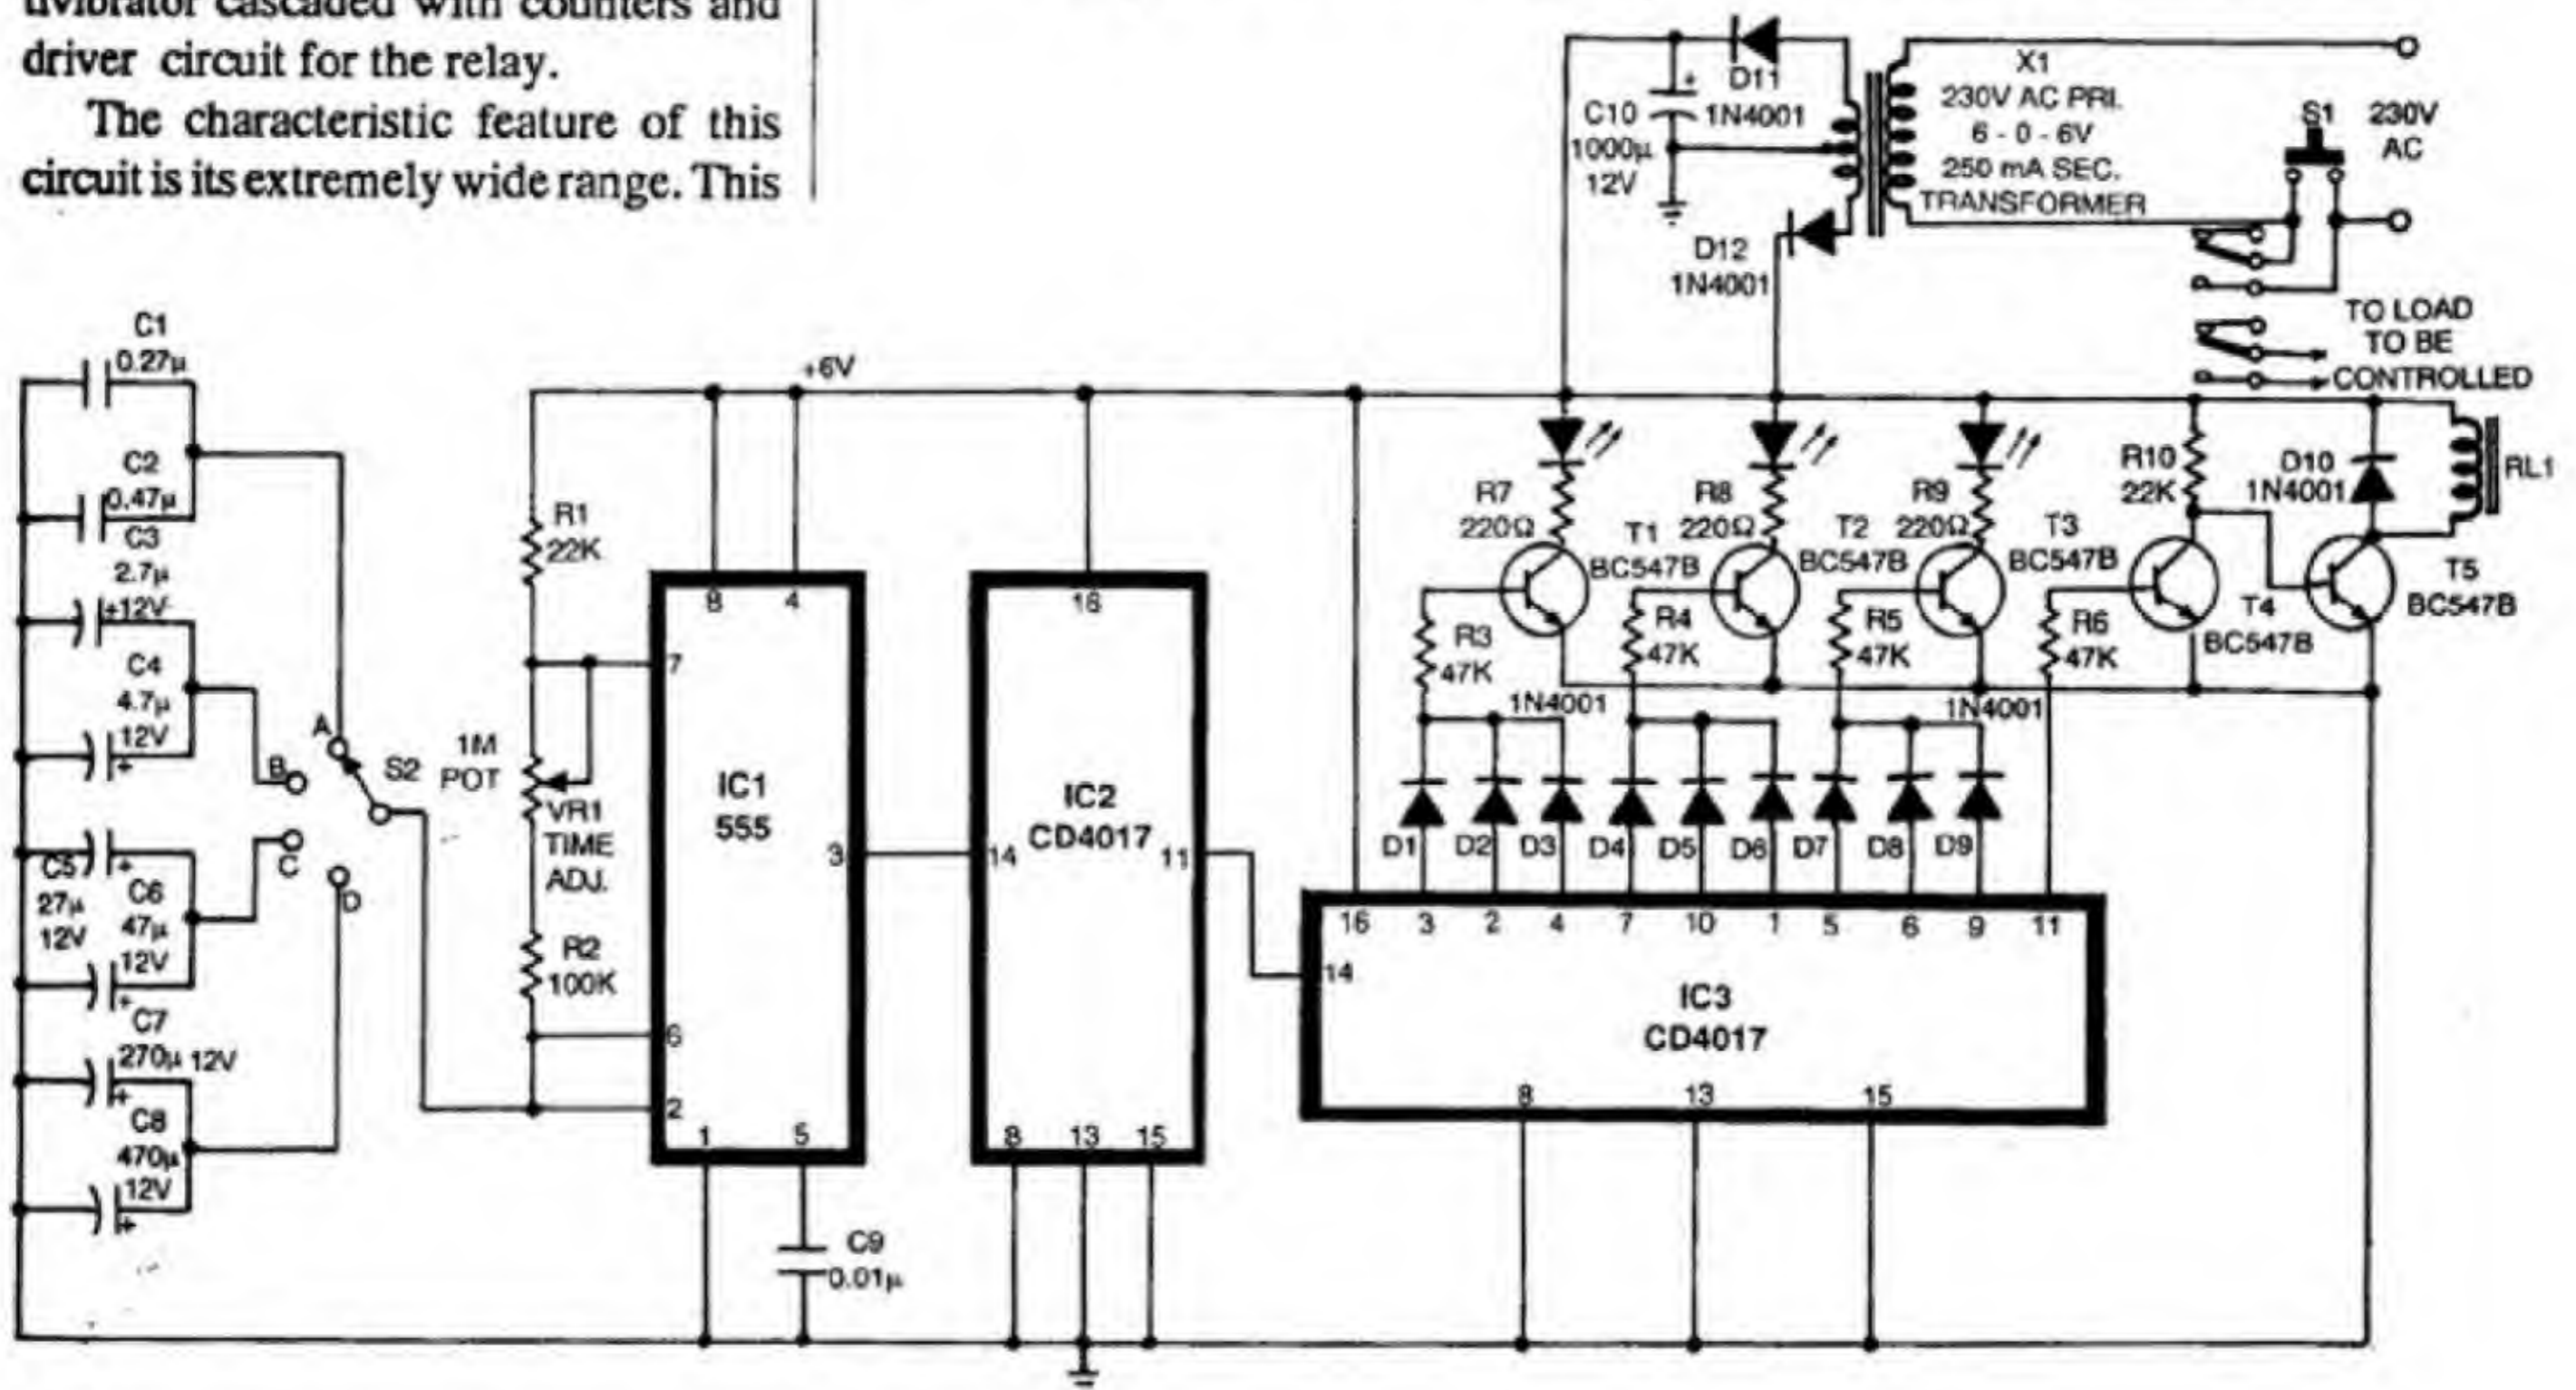 tivibrator cascaded with counters and
driver circuit for the relay.
The characteristic feature of this
circuit is its extremely wide range. This
D11
1N4001
C10
1000µ
12V
D12
1N4001
X1
230V AC PRI.
6 - 0 - 6V
250 mA SEC.
TRANSFORMER
S1
230V
AC
TO LOAD
TO BE
CONTROLLED
C1
0.27µ
C2
0.47µ
C3
2.7µ
+12V
C4
4.7µ
12V
+
C5
27µ
12V
+
C6
47µ
12V
+
C7
270µ 12V
+
C8
470µ
12V
+
A
B
C
D
S2
+6V
R1
22K
1M
POT
VR1
TIME
ADJ.
R2
100K
8 4
7
IC1
555
3
6
2
1 5
C9
0.01µ
16
14
IC2
CD4017
11
8 13 15
R7
220Ω
T1
BC547B
R8
220Ω
T2
BC547B
R9
220Ω
T3
BC547B
R10
22K
D10
1N4001
RL1
T4
BC547B
T5
BC547B
R3
47K
R4
47K
R5
47K
R6
47K
1N4001
1N4001
D1 D2 D3 D4 D5 D6 D7 D8 D9
16 3 2 4 7 10 1 5 6 9 11
14
IC3
CD4017
8 13 15
+